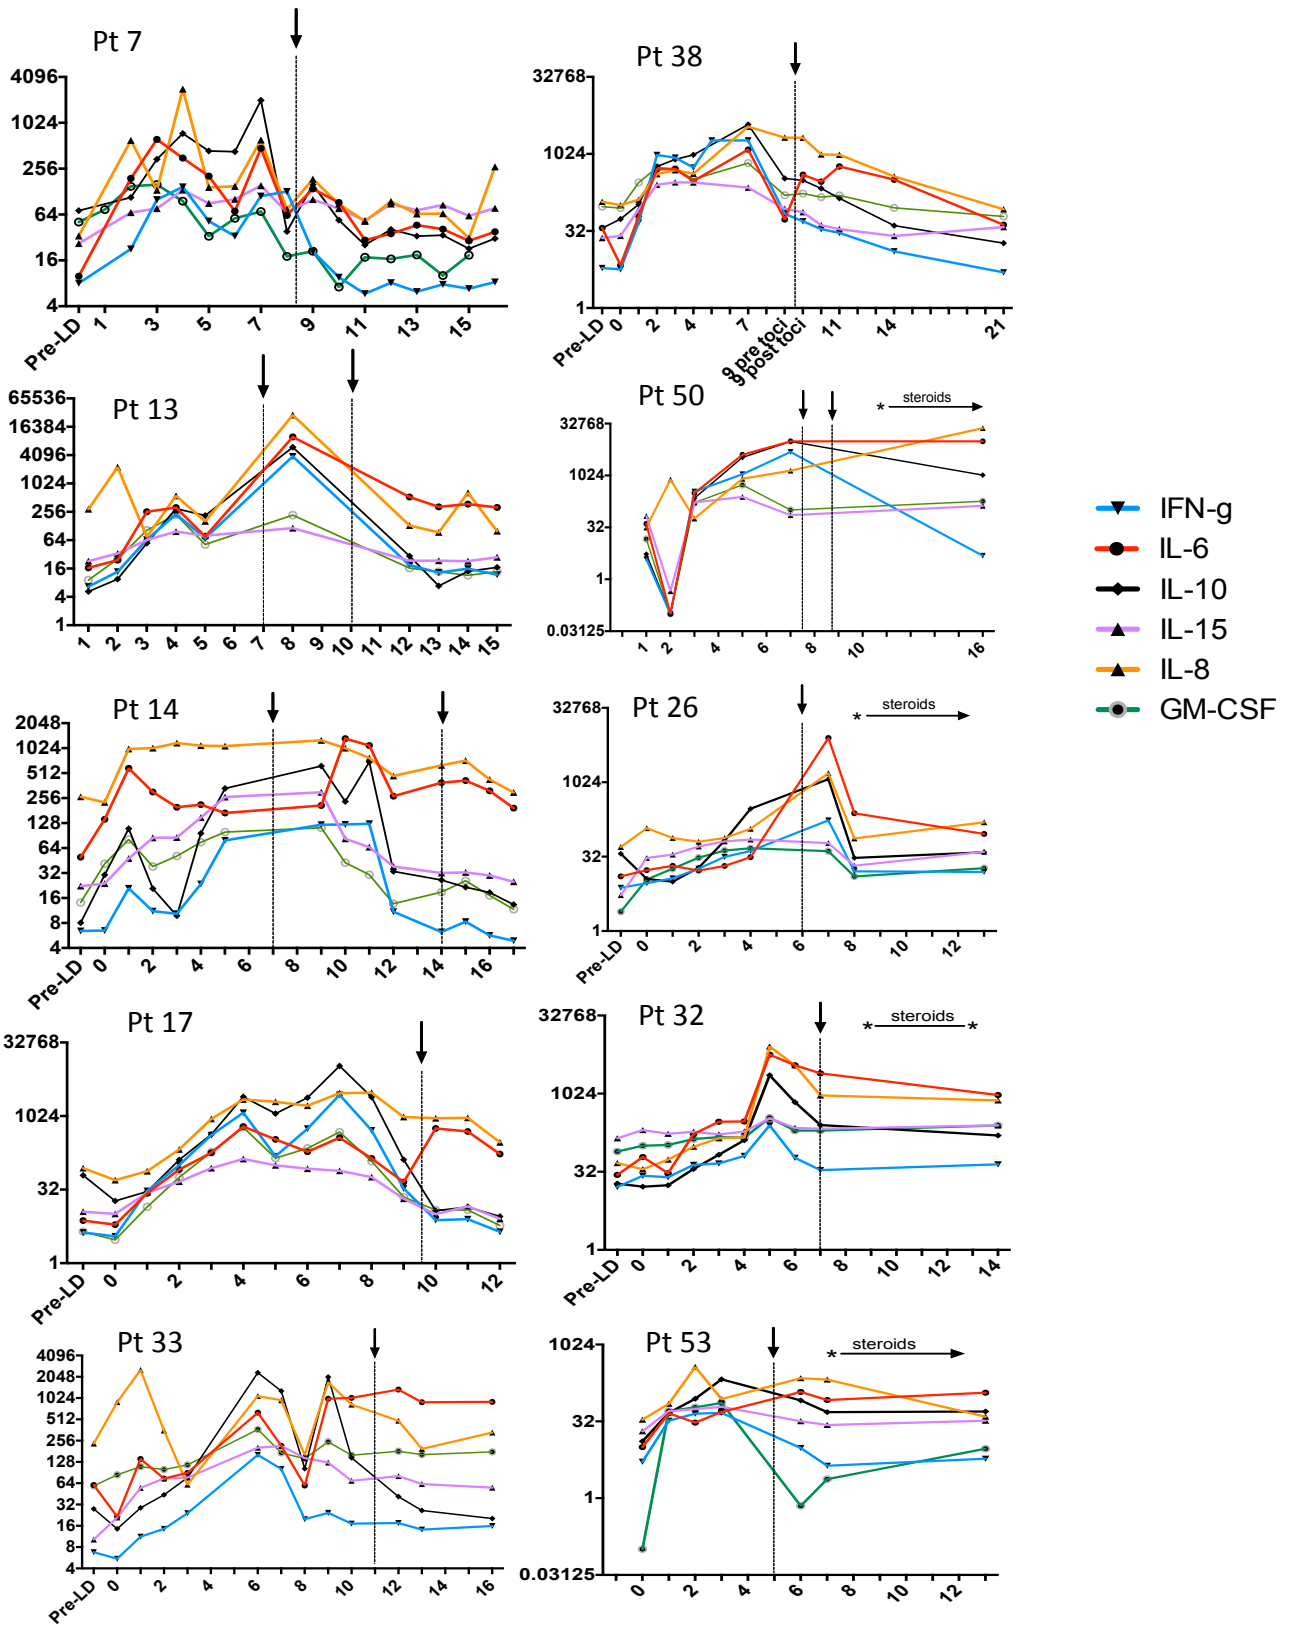 Pt 7
4096
1024
256
64
16
4
Pre-LD 1 3 5 7 9 11 13 15
Pt 38
32768
1024
32
1
Pre-LD 0 2 4 7 9 pre toci 9 post toci 11 14 21
Pt 13
65536
16384
4096
1024
256
64
16
4
1
1 2 3 4 5 6 7 8 9 10 11 12 13 14 15
Pt 50
* steroids
32768
1024
32
1
0.03125
1 2 4 6 8 10 16
IFN-g
IL-6
IL-10
IL-15
IL-8
GM-CSF
Pt 14
2048
1024
512
256
128
64
32
16
8
4
Pre-LD 0 2 4 6 8 10 12 14 16
Pt 26
* steroids
32768
1024
32
1
Pre-LD 0 2 4 6 8 10 12
Pt 17
32768
1024
32
1
Pre-LD 0 2 4 6 8 10 12
Pt 32
* steroids *
32768
1024
32
1
Pre-LD 0 2 4 6 8 10 12 14
Pt 33
4096
2048
1024
512
256
128
64
32
16
8
4
Pre-LD 0 2 4 6 8 10 12 14 16
Pt 53
* steroids
1024
32
1
0.03125
0 2 4 6 8 10 12